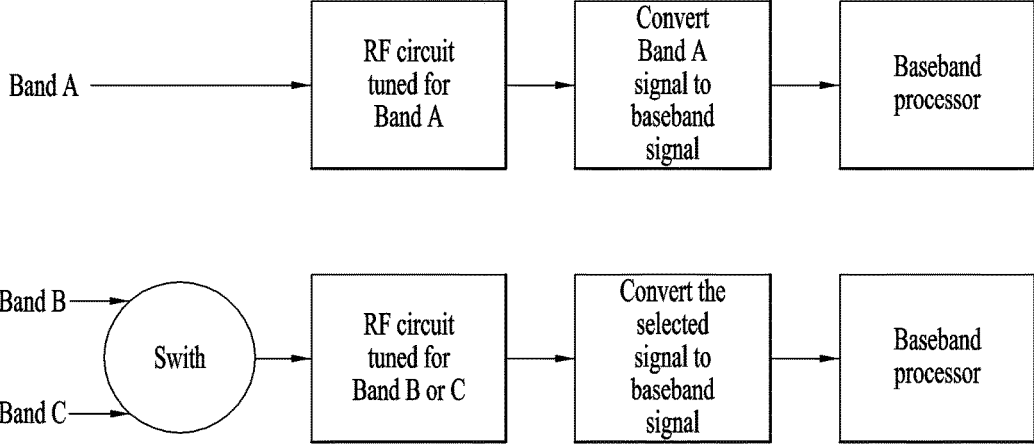 Band A
RF circuit
tuned for
Band A
Convert
Band A
signal to
baseband
signal
Baseband
processor
Band B
Band C
Swith
RF circuit
tuned for
Band B or C
Convert the
selected
signal to
baseband
signal
Baseband
processor